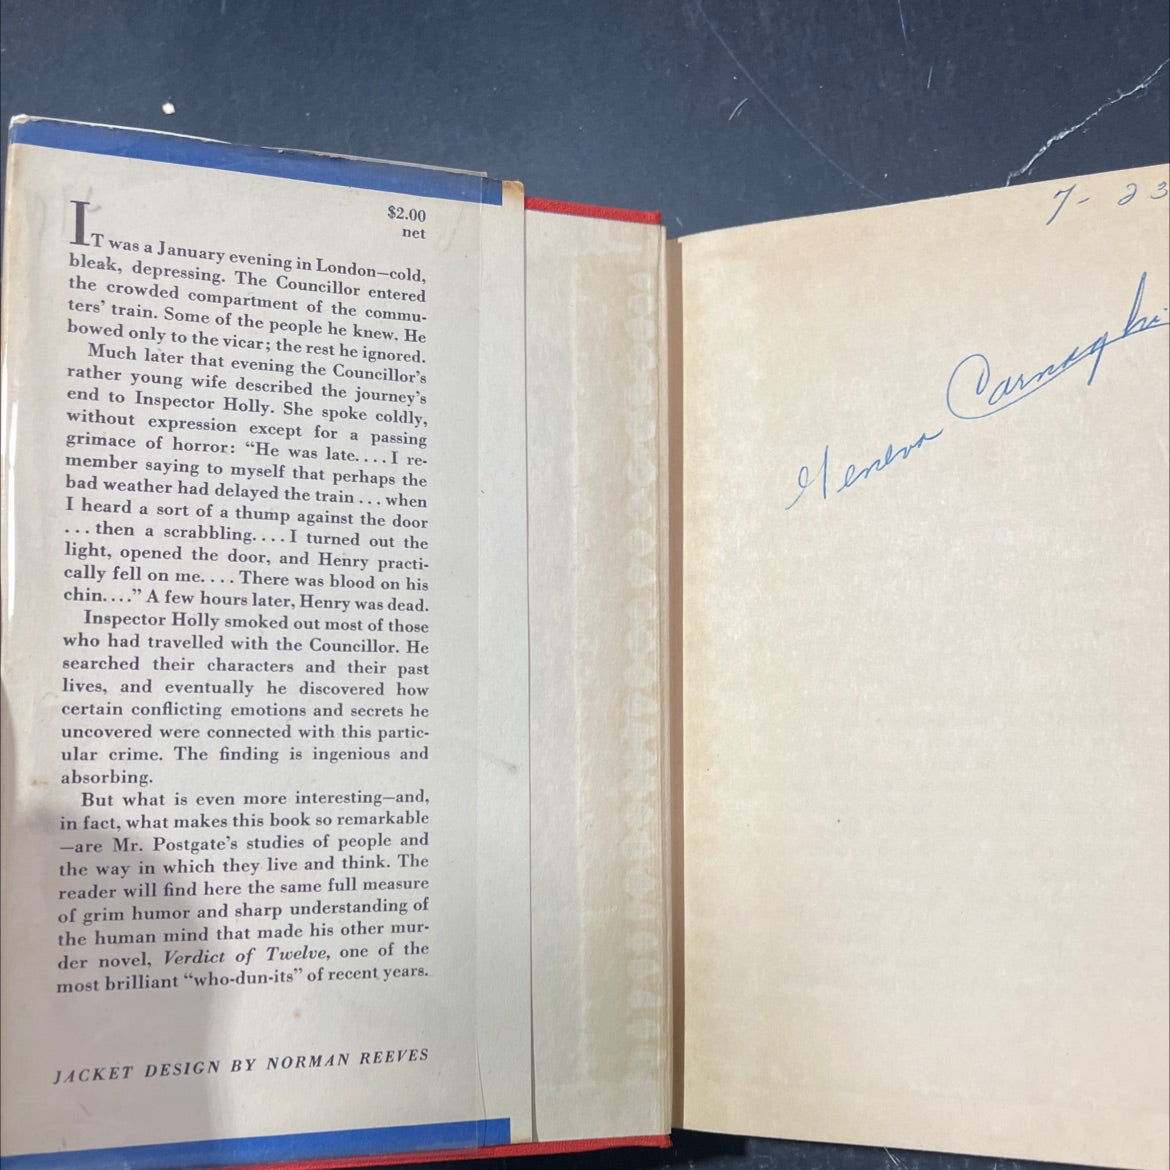 $2.00
net
IT was a January evening in London—cold,
bleak, depressing. The Councillor entered
the crowded compartment of the commu-
ters' train. Some of the people he knew. He
bowed only to the vicar; the rest he ignored.
Much later that evening the Councillor's
rather young wife described the journey's
end to Inspector Holly. She spoke coldly,
without expression except for a passing
grimace of horror: “He was late. . . . I re-
member saying to myself that perhaps the
bad weather had delayed the train . . . when
I heard a sort of a thump against the door
. . . then a scrabbling. . . . I turned out the
light, opened the door, and Henry practi-
cally fell on me. . . . There was blood on his
chin. . . .” A few hours later, Henry was dead.
Inspector Holly smoked out most of those
who had travelled with the Councillor. He
searched their characters and their past
lives, and eventually he discovered how
certain conflicting emotions and secrets he
uncovered were connected with this partic-
ular crime. The finding is ingenious and
absorbing.
But what is even more interesting—and,
in fact, what makes this book so remarkable
—are Mr. Postgate's studies of people and
the way in which they live and think. The
reader will find here the same full measure
of grim humor and sharp understanding of
the human mind that made his other mur-
der novel, Verdict of Twelve, one of the
most brilliant “who-dun-its” of recent years.
JACKET DESIGN BY NORMAN REEVES
7- 23
Geneva